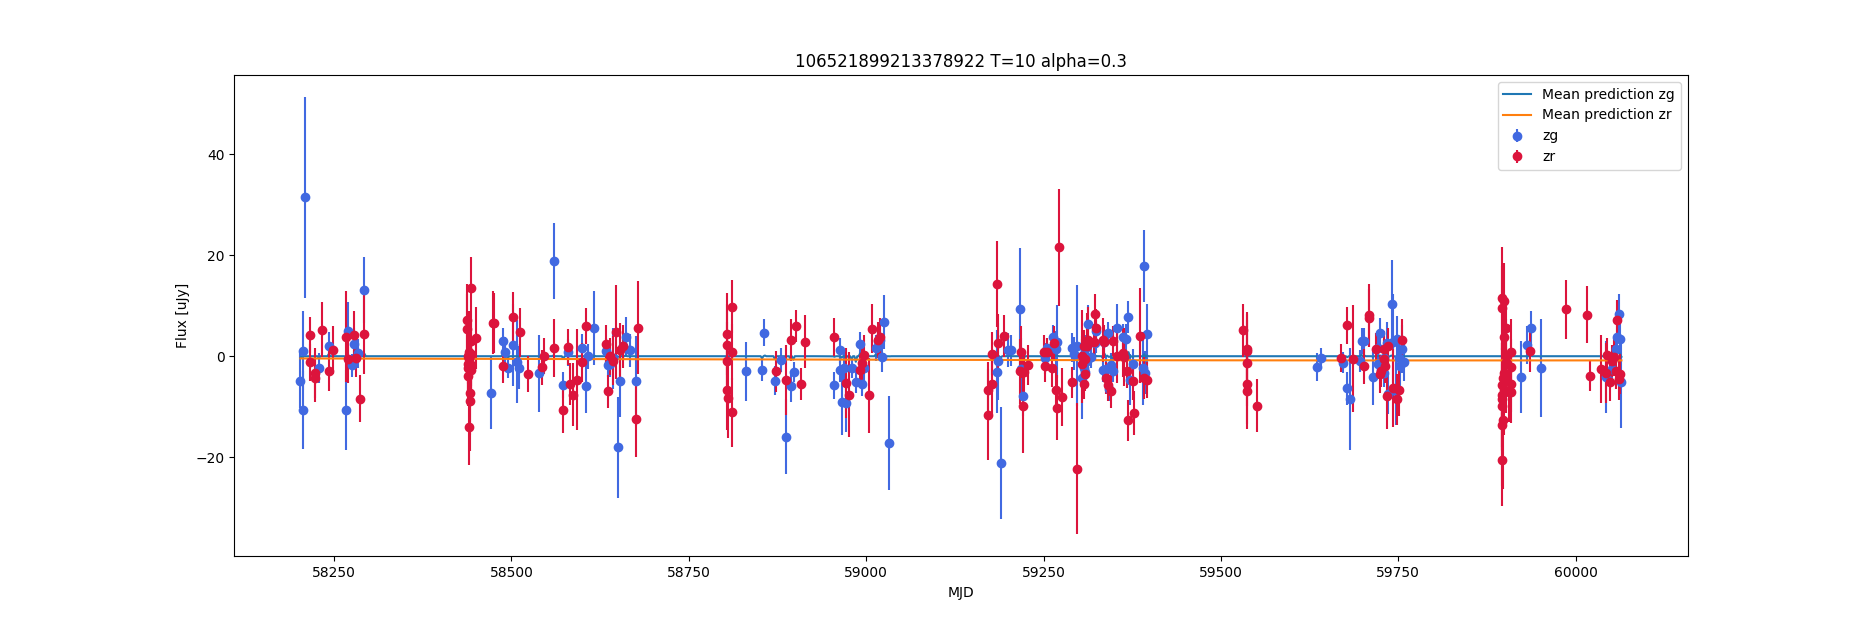 106521899213378922 T=10 alpha=0.3
Mean prediction zg
Mean prediction zr
zg
zr
Flux [uJy]
40
20
0
−20
58250 58500 58750 59000 59250 59500 59750 60000
MJD